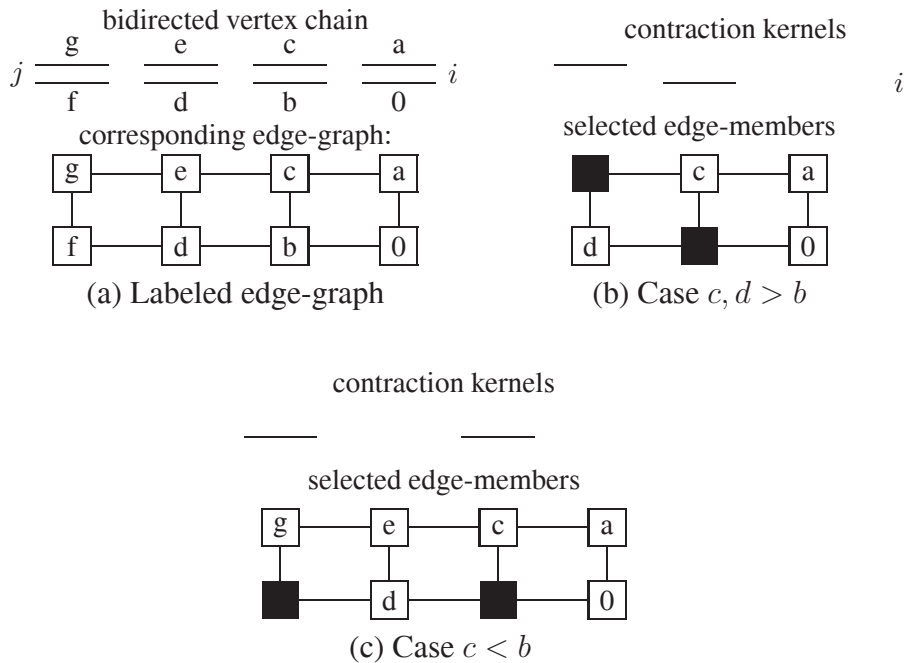 bidirected vertex chain
g e c a
j i
f d b 0
corresponding edge-graph:
g e c a
f d b 0
(a) Labeled edge-graph
contraction kernels
i
selected edge-members
c a
d 0
(b) Case c, d > b
contraction kernels
selected edge-members
g e c a
d 0
(c) Case c < b